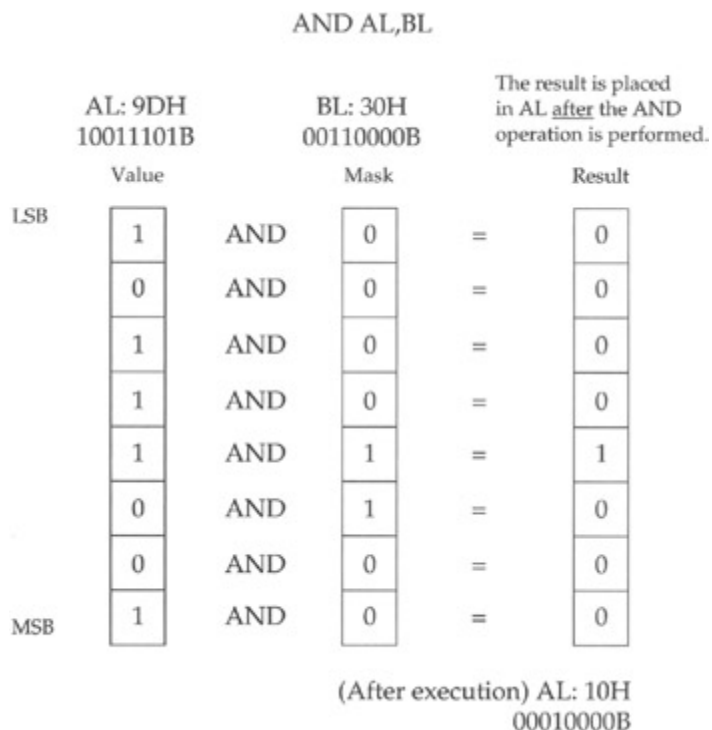 AND AL,BL
AL: 9DH
10011101B
Value
BL: 30H
00110000B
Mask
The result is placed
in AL after the AND
operation is performed.
Result
LSB
1 AND 0 = 0
0 AND 0 = 0
1 AND 0 = 0
1 AND 0 = 0
1 AND 1 = 1
0 AND 1 = 0
0 AND 0 = 0
MSB
1 AND 0 = 0
(After execution) AL: 10H
00010000B